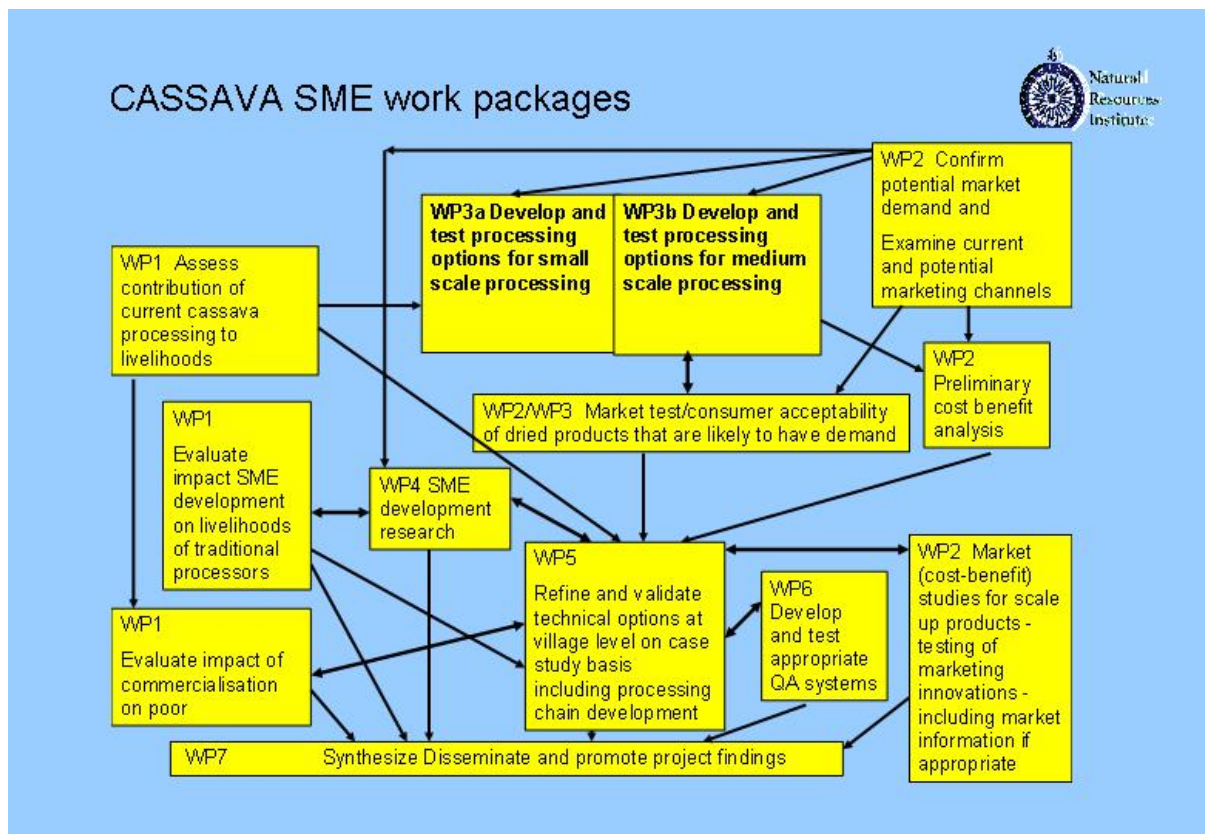 CASSAVA SME work packages
Natural
Resources
Institute
WP2  Confirm
potential market
demand and
Examine current
and potential
marketing channels
WP3a Develop and
test processing
options for small
scale processing
WP3b Develop and
test processing
options for medium
scale processing
WP1  Assess
contribution of
current cassava
processing to
livelihoods
WP2
Preliminary
cost benefit
analysis
WP2/WP3  Market test/consumer acceptability
of dried products that are likely to have demand
WP1
Evaluate
impact SME
development
on livelihoods
of traditional
processors
WP4 SME
development
research
WP5
Refine and validate
technical options at
village level on case
study basis
including processing
chain development
WP6
Develop
and test
appropriate
QA systems
WP2  Market
(cost-benefit)
studies for scale
up products -
testing of
marketing
innovations -
including market
information if
appropriate
WP1
Evaluate impact of
commercialisation
on poor
WP7 Synthesize Disseminate and promote project findings